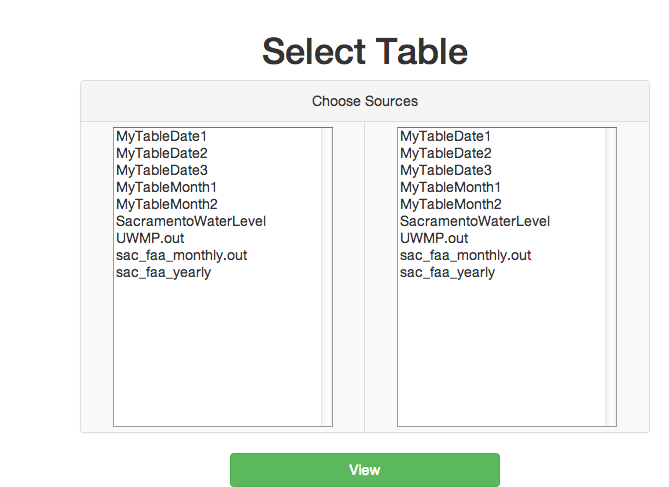 Select Table
Choose Sources
MyTableDate1
MyTableDate2
MyTableDate3
MyTableMonth1
MyTableMonth2
SacramentoWaterLevel
UWMP.out
sac_faa_monthly.out
sac_faa_yearly
MyTableDate1
MyTableDate2
MyTableDate3
MyTableMonth1
MyTableMonth2
SacramentoWaterLevel
UWMP.out
sac_faa_monthly.out
sac_faa_yearly
View